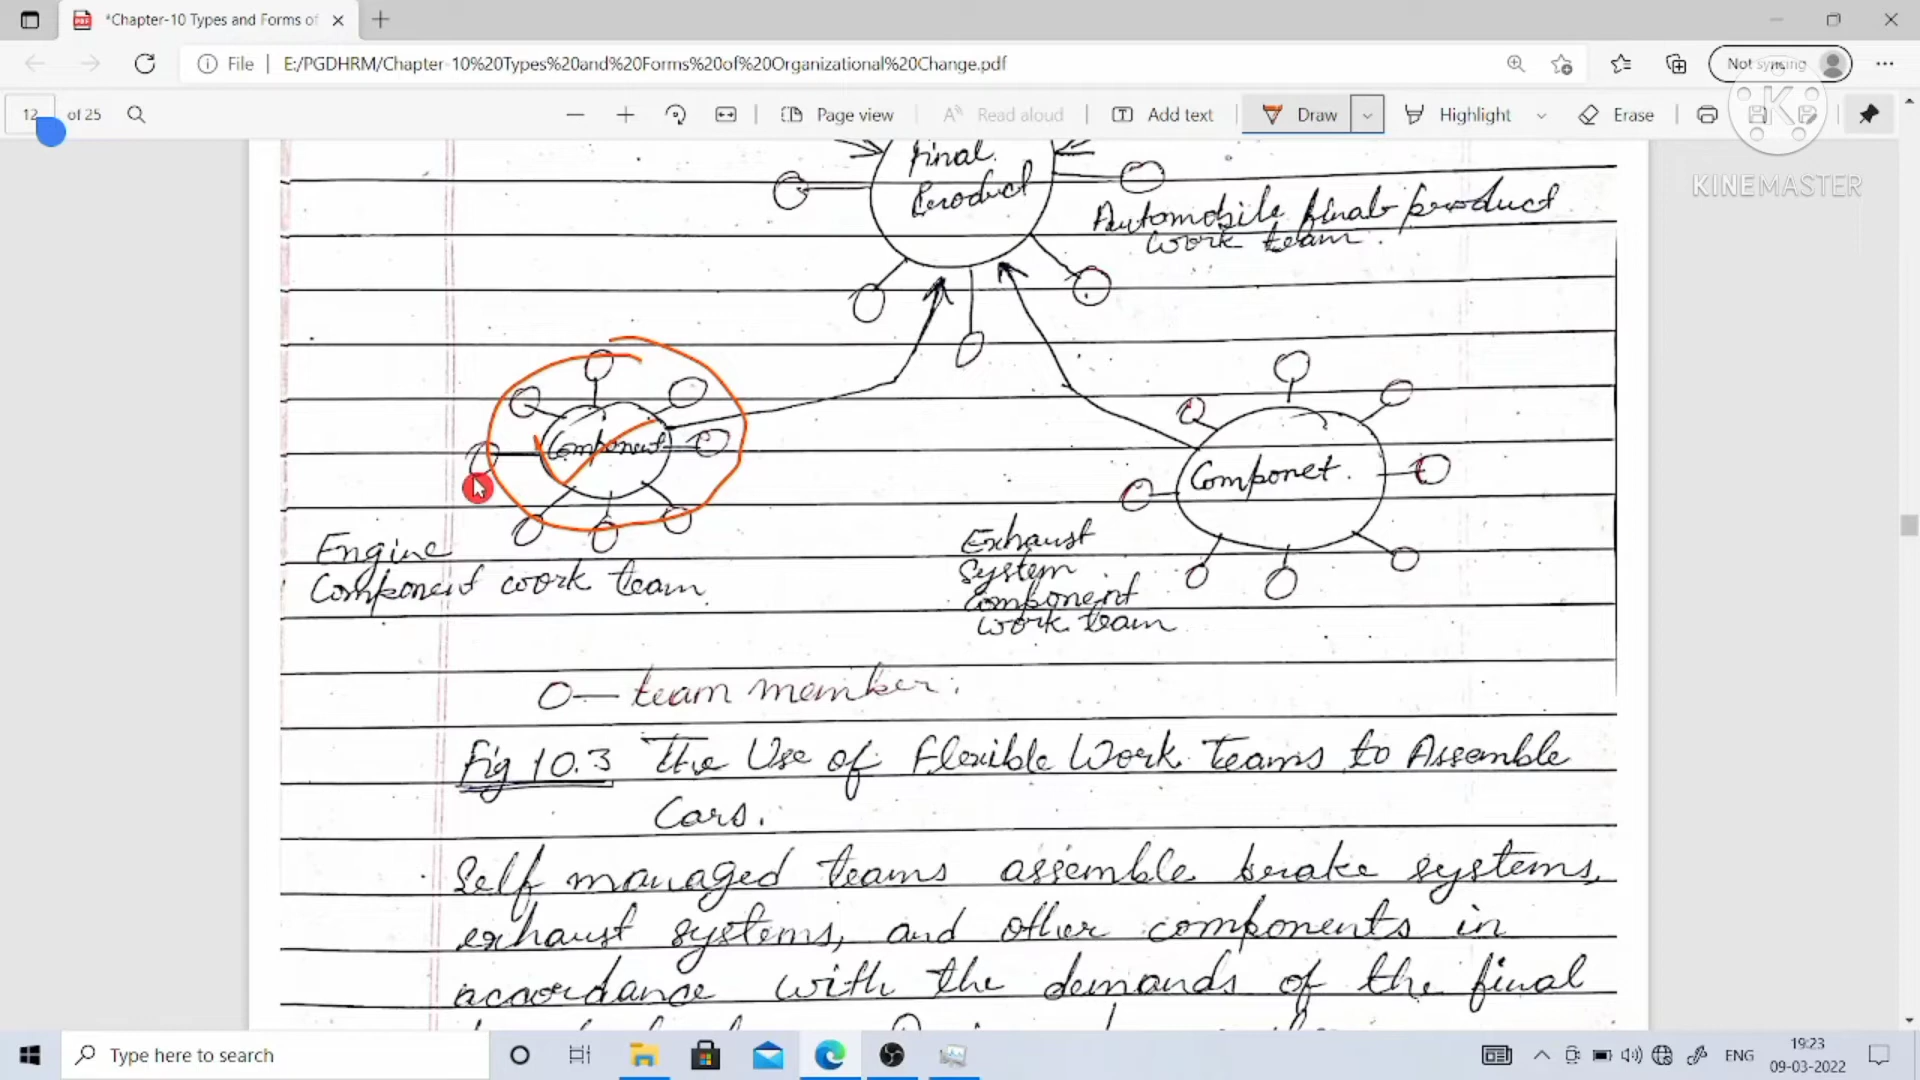 *Chapter-10 Types and Forms of
File
E:/PGDHRM/Chapter-10%20Types%20and%20Forms%20of%20Organizational%20Change.pdf
Not syncing
12 of 25
Page view
Read aloud
Add text
Draw
Highlight
Erase
K
KINEMASTER
Final
Product
Automobile final-product
work team.
Component
Componet.
Engine
Component work team
Exhaust
System
Component
work team
O— team member.
Fig 10.3 The Use of Flexible Work Teams to Assemble
Cars.
Self managed teams assemble brake systems,
exhaust systems, and other components in
accordance with the demands of the final
Type here to search
ENG
19:23
09-03-2022